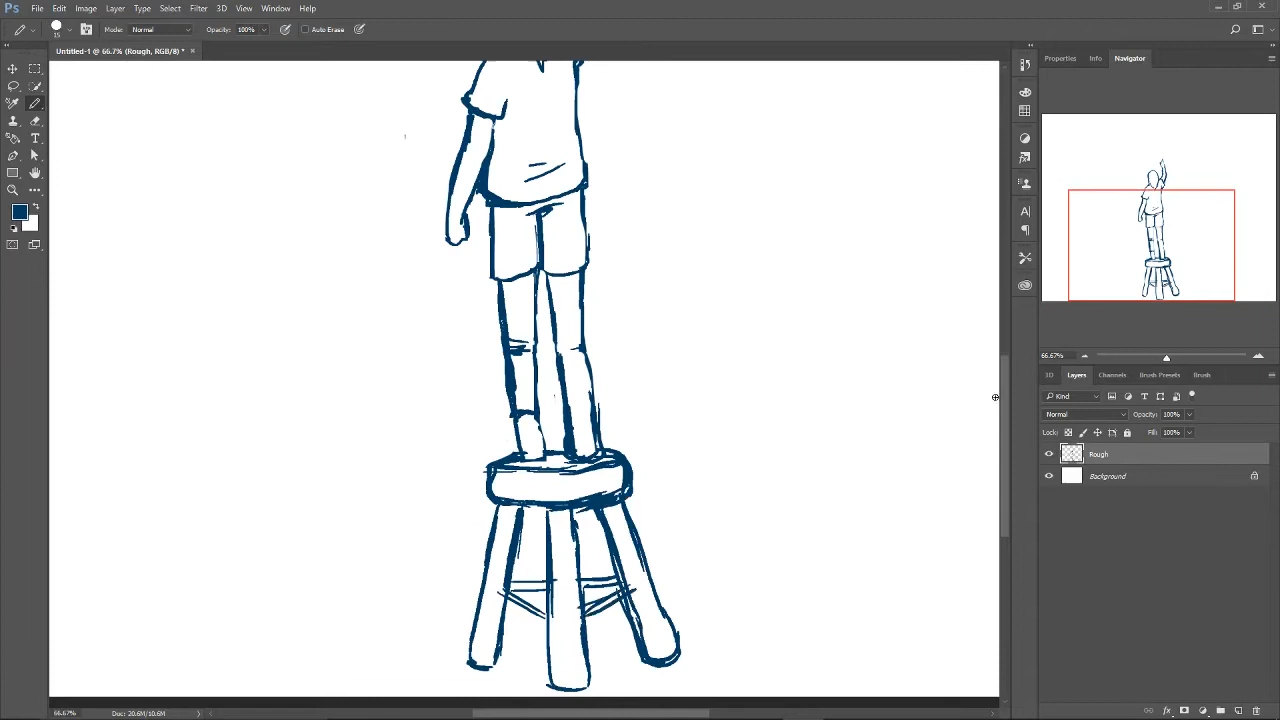 Ps File Edit Image Layer Type Select Filter 3D View Window Help
15 Mode: Normal Opacity: 100% Auto Erase
Untitled-1 @ 66.7% (Rough, RGB/8) * ×
Properties Info Navigator
66.67%
3D Layers Channels Brush Presets Brush
Kind
Normal Opacity: 100%
Lock: Fill: 100%
Rough
Background
66.67% Doc: 20.6M/10.6M